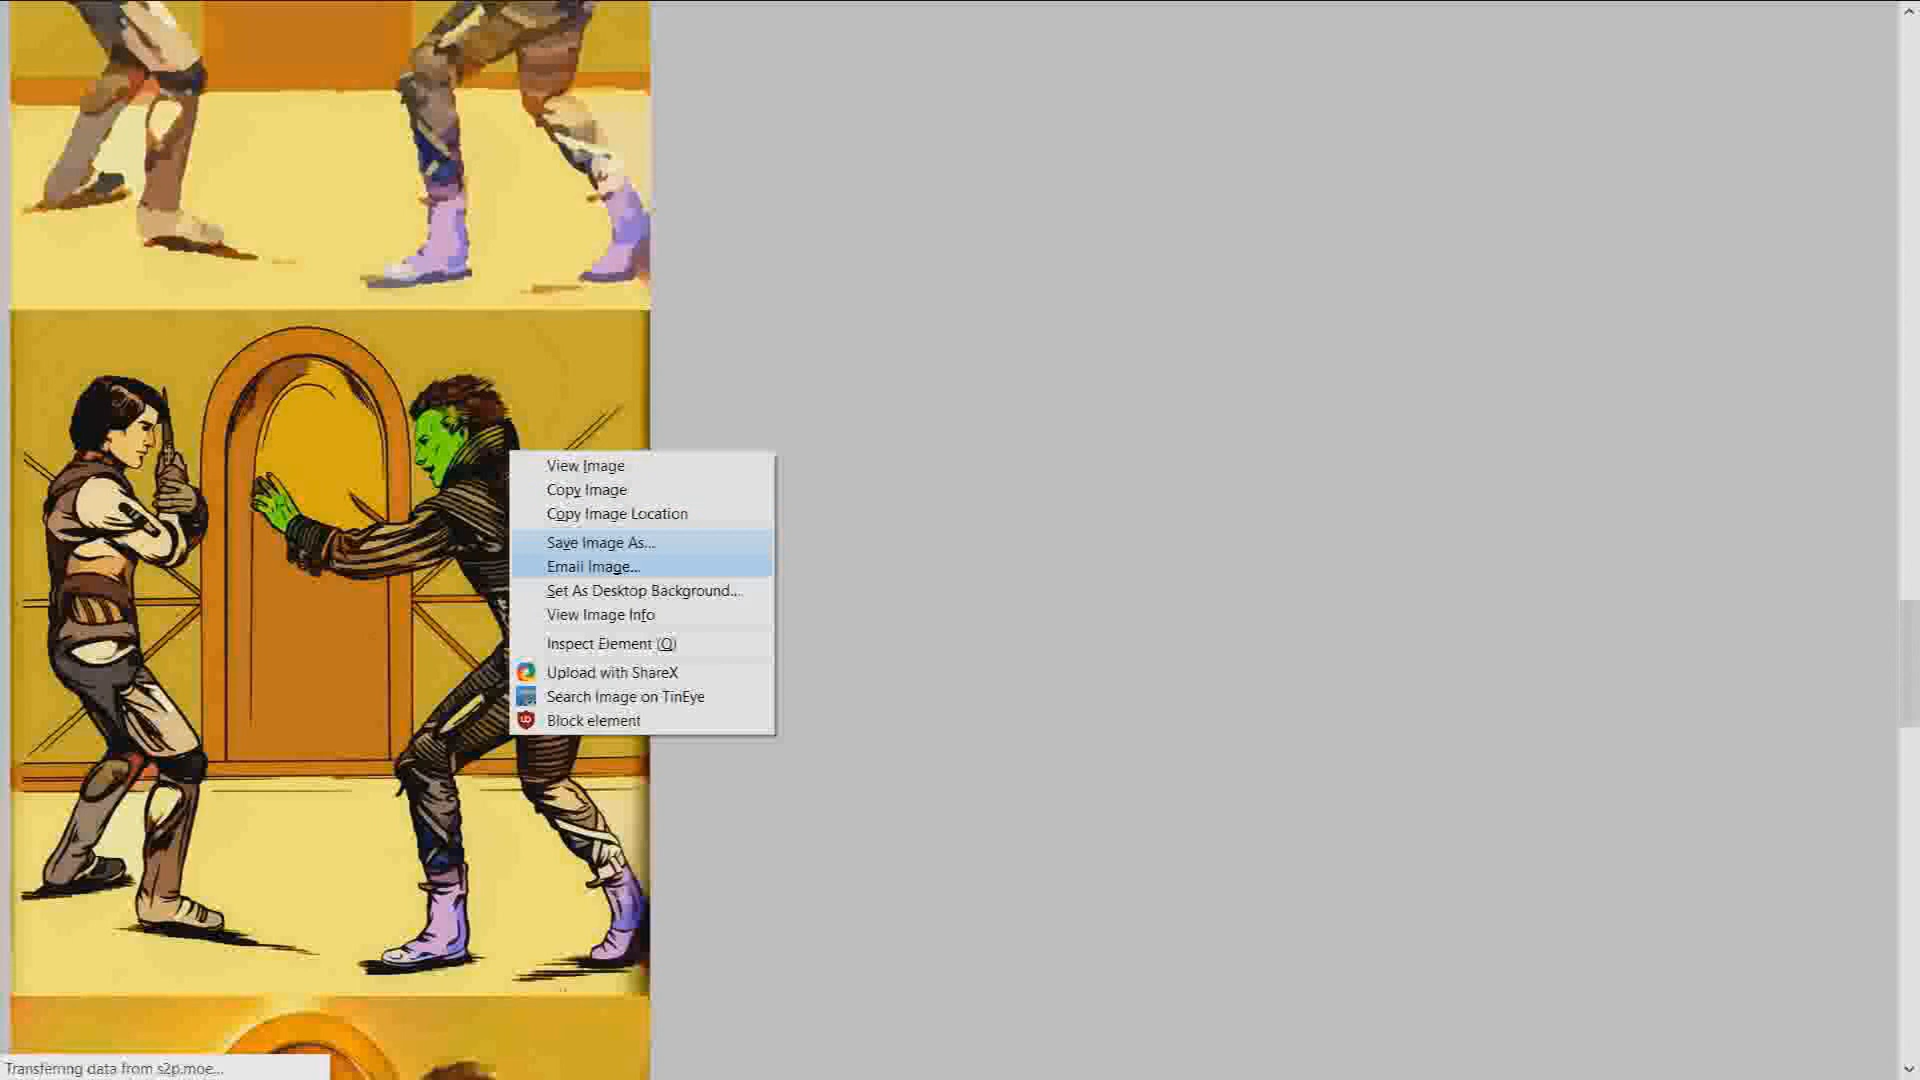 View Image
Copy Image
Copy Image Location
Save Image As...
Email Image...
Set As Desktop Background...
View Image Info
Inspect Element (Q)
Upload with ShareX
Search Image on TinEye
Block element
Transferring data from s2p.moe...